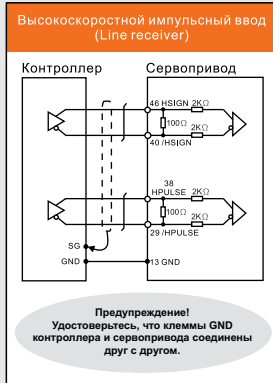 Высокоскоростной импульсный ввод
(Line receiver)
Контроллер Сервопривод
46 HSIGN 2KΩ
100Ω
2KΩ
40 /HSIGN
38
HPULSE 2KΩ
100Ω
2KΩ
29 /HPULSE
SG
GND 13 GND
Предупреждение!
Удостоверьтесь, что клеммы GND
контроллера и сервопривода соединены
друг с другом.